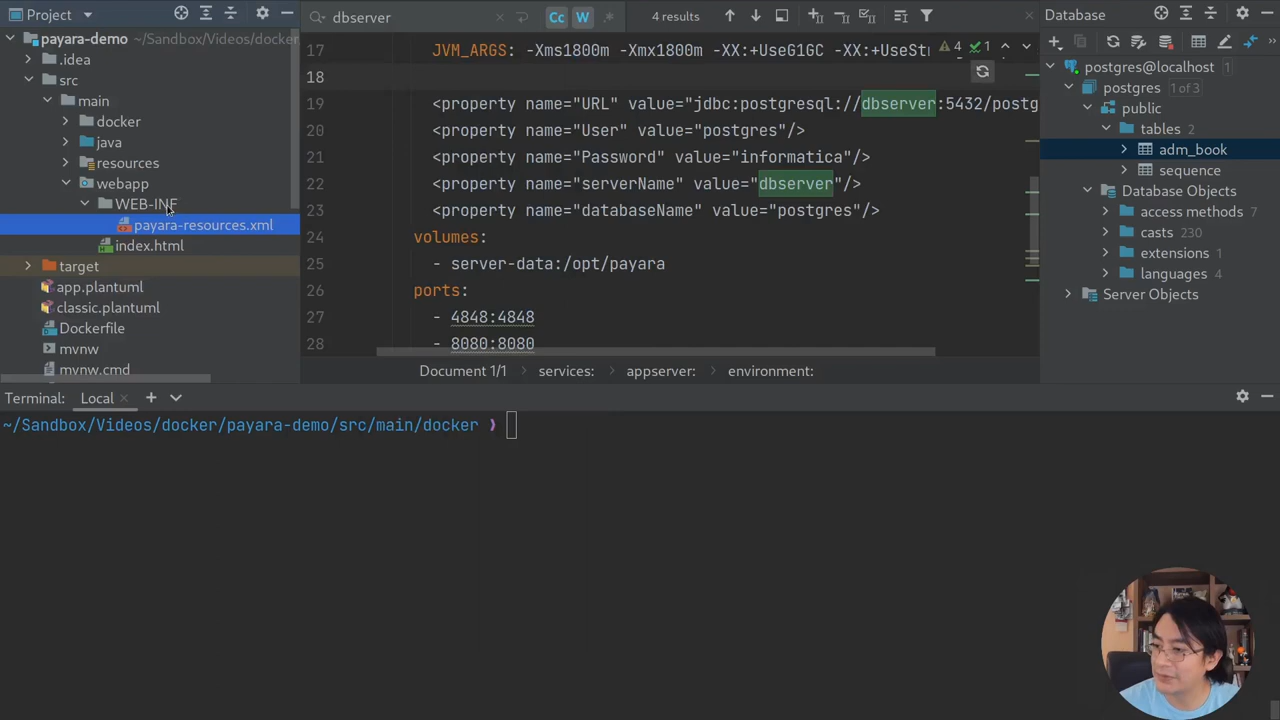 Project
payara-demo ~/Sandbox/Videos/docker
.idea
src
main
docker
java
resources
webapp
WEB-INF
payara-resources.xml
index.html
target
app.plantuml
classic.plantuml
Dockerfile
mvnw
mvnw.cmd
dbserver
Cc W 4 results
17 JVM_ARGS: -Xms1800m -Xmx1800m -XX:+UseG1GC -XX:+UseStr
4 1
18
19 <property name="URL" value="jdbc:postgresql://dbserver:5432/postg
20 <property name="User" value="postgres"/>
21 <property name="Password" value="informatica"/>
22 <property name="serverName" value="dbserver"/>
23 <property name="databaseName" value="postgres"/>
24 volumes:
25 - server-data:/opt/payara
26 ports:
27 - 4848:4848
28 - 8080:8080
Document 1/1 > services: > appserver: > environment:
Database
postgres@localhost 1
postgres 1 of 3
public
tables 2
adm_book
sequence
Database Objects
access methods 7
casts 230
extensions 1
languages 4
Server Objects
Terminal: Local
~/Sandbox/Videos/docker/payara-demo/src/main/docker ❯